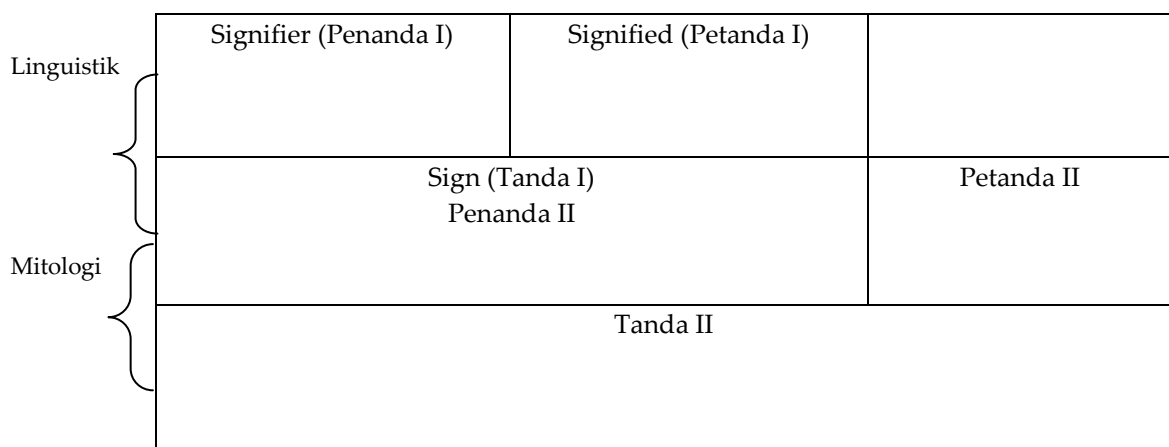 Signifier (Penanda I)
Signified (Petanda I)
Linguistik
Sign (Tanda I)
Penanda II
Petanda II
Mitologi
Tanda II